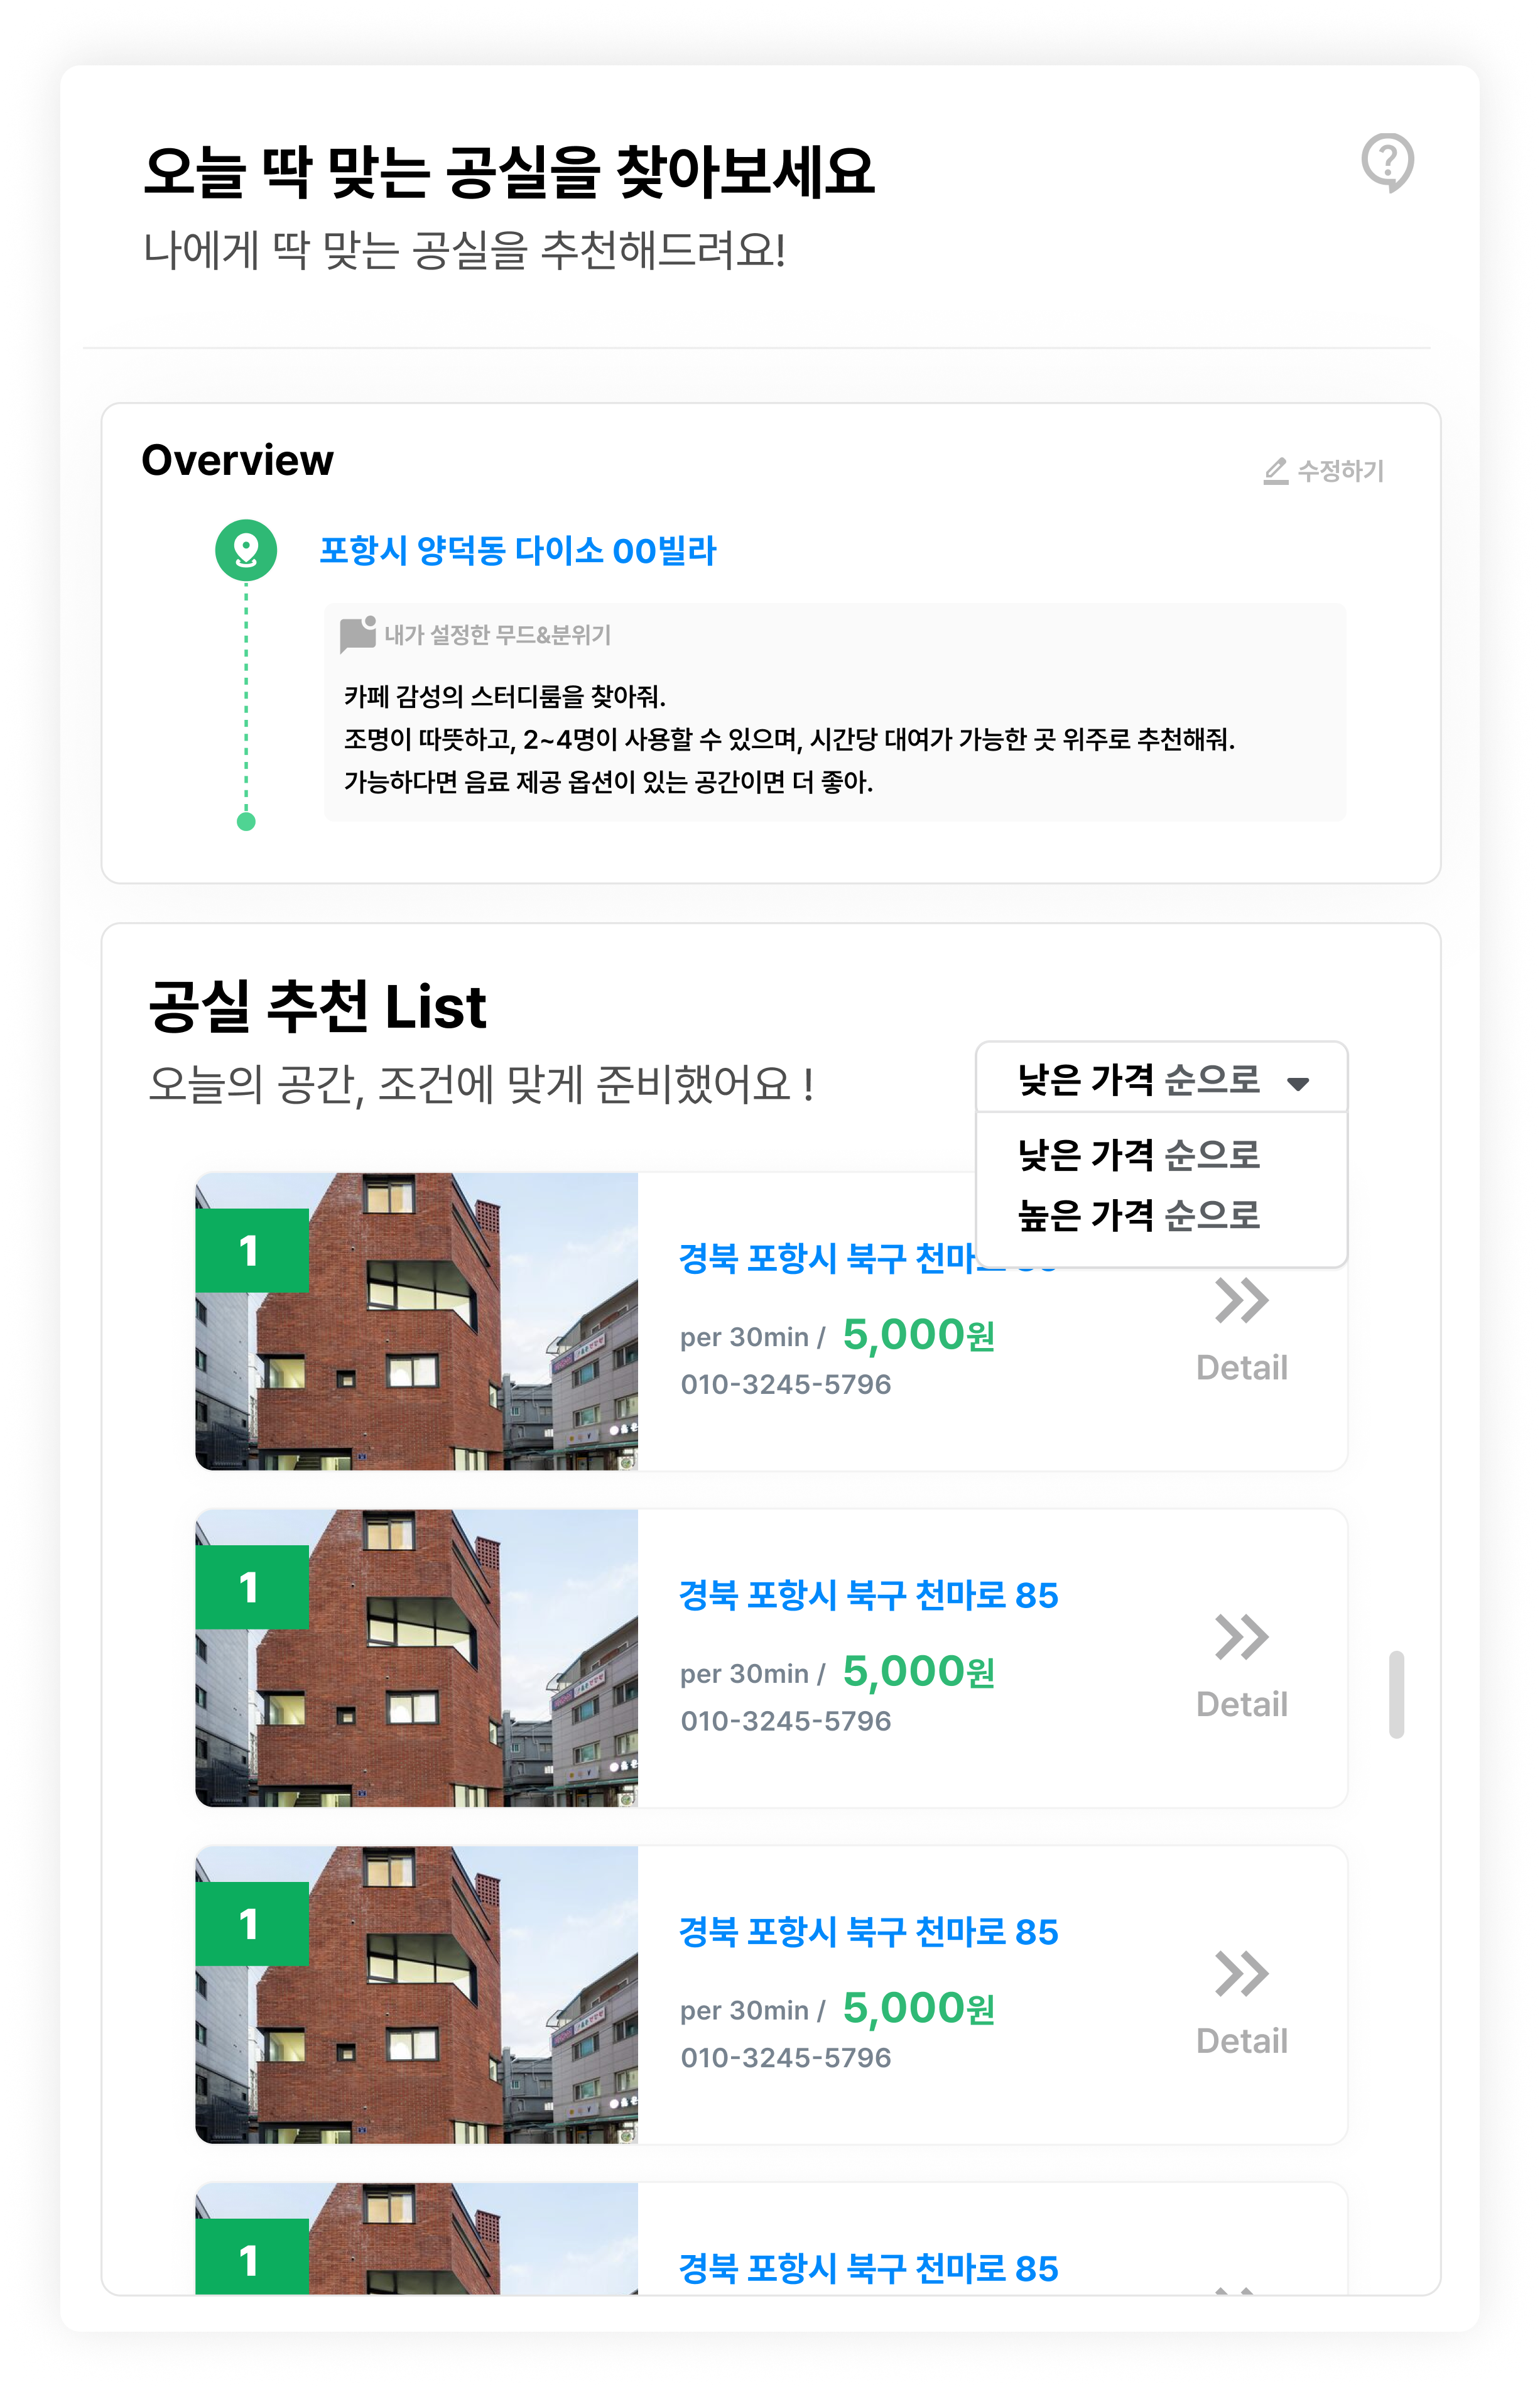 오늘 딱 맞는 공실을 찾아보세요
나에게 딱 맞는 공실을 추천해드려요!
Overview
수정하기
포항시 양덕동 다이소 00빌라
내가 설정한 무드&분위기
카페 감성의 스터디룸을 찾아줘.
조명이 따뜻하고, 2~4명이 사용할 수 있으며, 시간당 대여가 가능한 곳 위주로 추천해줘.
가능하다면 음료 제공 옵션이 있는 공간이면 더 좋아.
공실 추천 List
오늘의 공간, 조건에 맞게 준비했어요 !
낮은 가격 순으로
낮은 가격 순으로
높은 가격 순으로
1
경북 포항시 북구 천마
per 30min / 5,000원
010-3245-5796
Detail
1
경북 포항시 북구 천마로 85
per 30min / 5,000원
010-3245-5796
Detail
1
경북 포항시 북구 천마로 85
per 30min / 5,000원
010-3245-5796
Detail
1
경북 포항시 북구 천마로 85